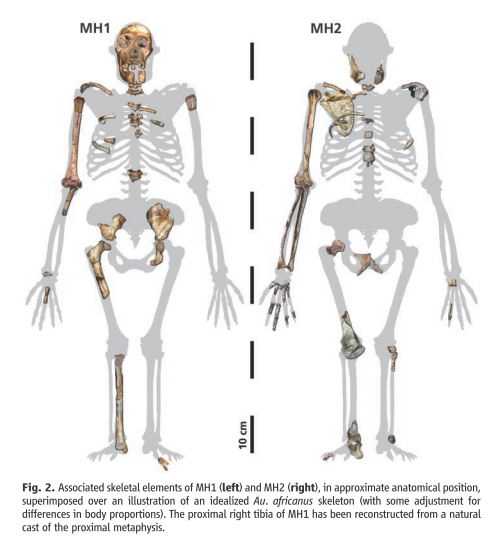 MH1
MH2
10 cm
Fig. 2. Associated skeletal elements of MH1 (left) and MH2 (right), in approximate anatomical position,
superimposed over an illustration of an idealized Au. africanus skeleton (with some adjustment for
differences in body proportions). The proximal right tibia of MH1 has been reconstructed from a natural
cast of the proximal metaphysis.